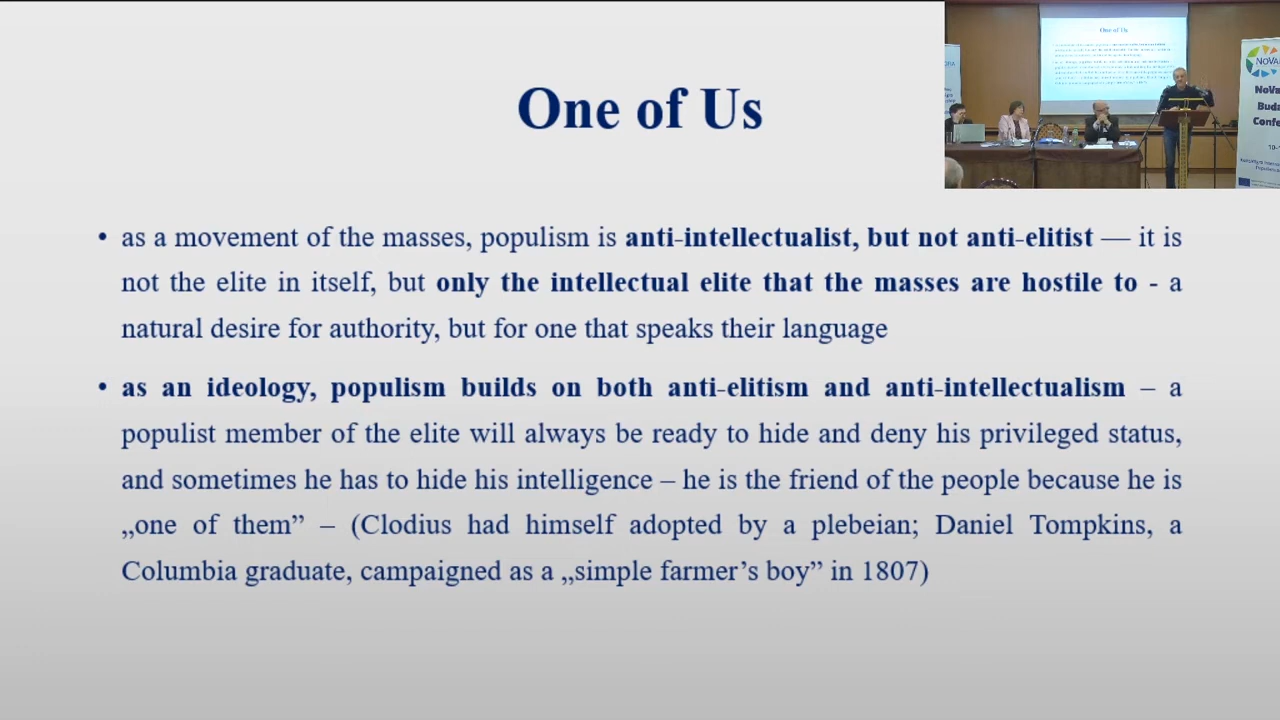 One of Us
• as a movement of the masses, populism is anti-intellectualist, but not anti-elitist — it is
not the elite in itself, but only the intellectual elite that the masses are hostile to - a
natural desire for authority, but for one that speaks their language
• as an ideology, populism builds on both anti-elitism and anti-intellectualism – a
populist member of the elite will always be ready to hide and deny his privileged status,
and sometimes he has to hide his intelligence – he is the friend of the people because he is
„one of them” – (Clodius had himself adopted by a plebeian; Daniel Tompkins, a
Columbia graduate, campaigned as a „simple farmer’s boy” in 1807)
One of Us